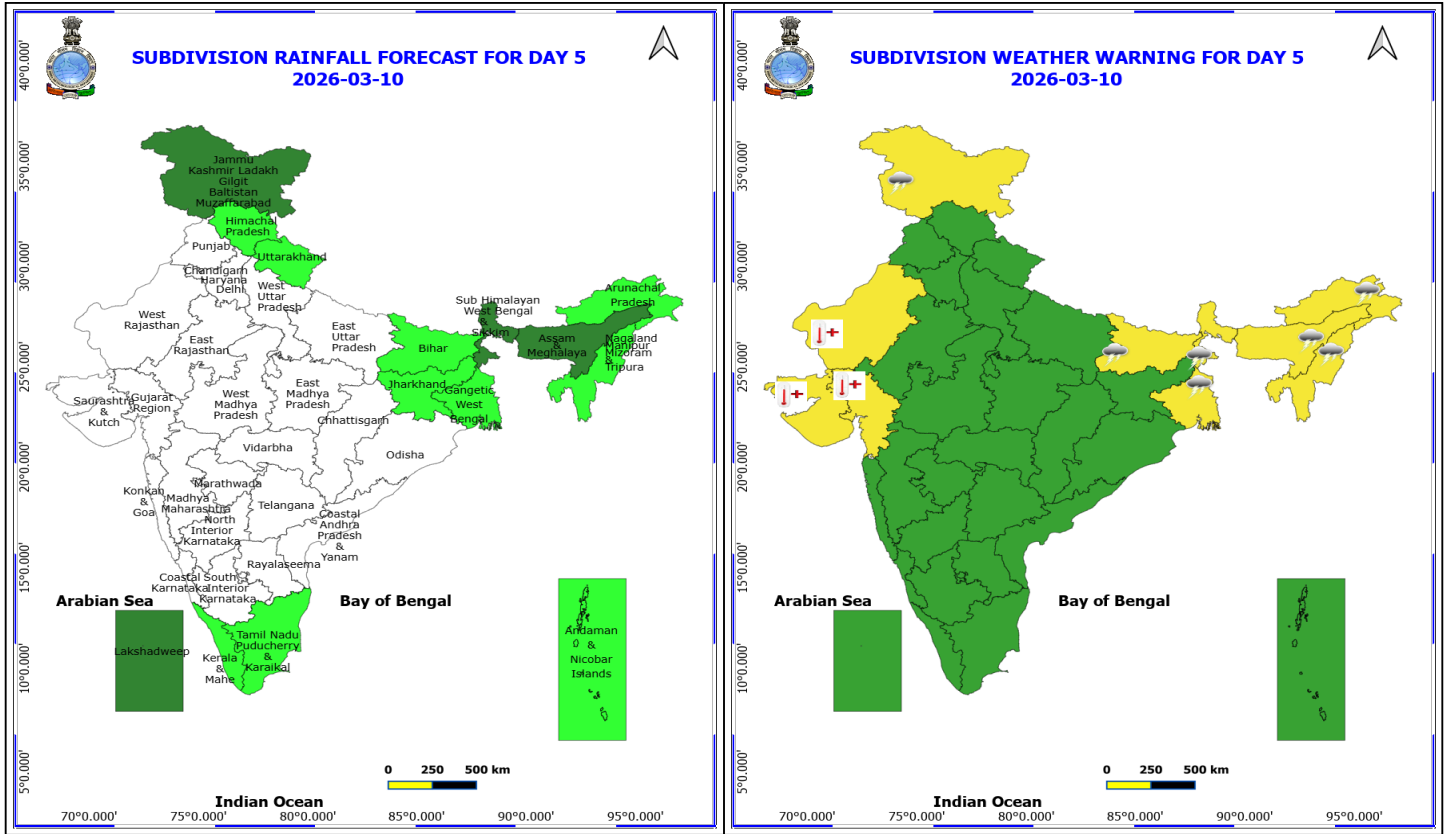 SUBDIVISION RAINFALL FORECAST FOR DAY 5
2026-03-10
40°0.000'
35°0.000'
30°0.000'
25°0.000'
20°0.000'
15°0.000'
10°0.000'
5°0.000'
Jammu
Kashmir Ladakh
Gilgit
Baltistan
Muzaffarabad
Himachal
Pradesh
Punjab
Uttarakhand
Chandigarh
Haryana
Delhi
West
Uttar
Pradesh
West
Rajasthan
East
Rajasthan
East
Uttar
Pradesh
Sub Himalayan
West Bengal
&
Sikkim
Arunachal
Pradesh
Assam
&
Meghalaya
Nagaland
Manipur
Mizoram
&
Tripura
Bihar
Jharkhand
Gangetic
West
Bengal
Saurashtra
&
Kutch
Gujarat
Region
West
Madhya
Pradesh
East
Madhya
Pradesh
Chhattisgarh
Vidarbha
Odisha
Konkan
&
Goa
Marathwada
Madhya
Maharashtra
Telangana
North
Interior
Karnataka
Coastal
Andhra
Pradesh
&
Yanam
Rayalaseema
Coastal
Karnataka
South
Interior
Karnataka
Arabian Sea
Bay of Bengal
Lakshadweep
Tamil Nadu
Puducherry
&
Karaikal
Kerala
&
Mahe
Andaman
&
Nicobar
Islands
0 250 500 km
Indian Ocean
70°0.000' 75°0.000' 80°0.000' 85°0.000' 90°0.000' 95°0.000'
SUBDIVISION WEATHER WARNING FOR DAY 5
2026-03-10
40°0.000'
35°0.000'
30°0.000'
25°0.000'
20°0.000'
15°0.000'
10°0.000'
5°0.000'
Arabian Sea
Bay of Bengal
0 250 500 km
Indian Ocean
70°0.000' 75°0.000' 80°0.000' 85°0.000' 90°0.000' 95°0.000'